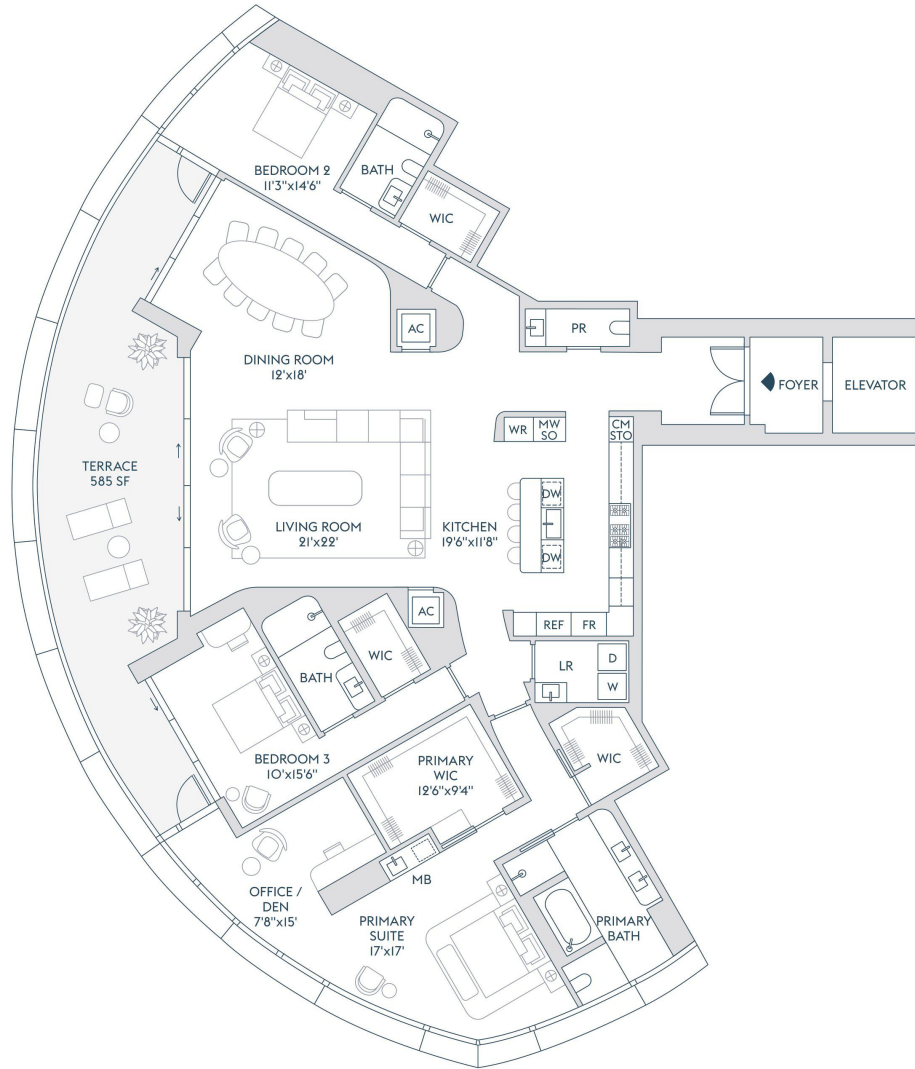 BEDROOM 2
11'3"x14'6"
BATH
WIC
AC
PR
FOYER
ELEVATOR
DINING ROOM
12'x18'
WR
MW
SO
CM
STO
TERRACE
585 SF
LIVING ROOM
21'x22'
KITCHEN
19'6"x11'8"
DW
DW
AC
REF
FR
LR
D
W
BATH
WIC
BEDROOM 3
10'x15'6"
PRIMARY
WIC
12'6"x9'4"
WIC
MB
OFFICE /
DEN
7'8"x15'
PRIMARY
SUITE
17'x17'
PRIMARY
BATH